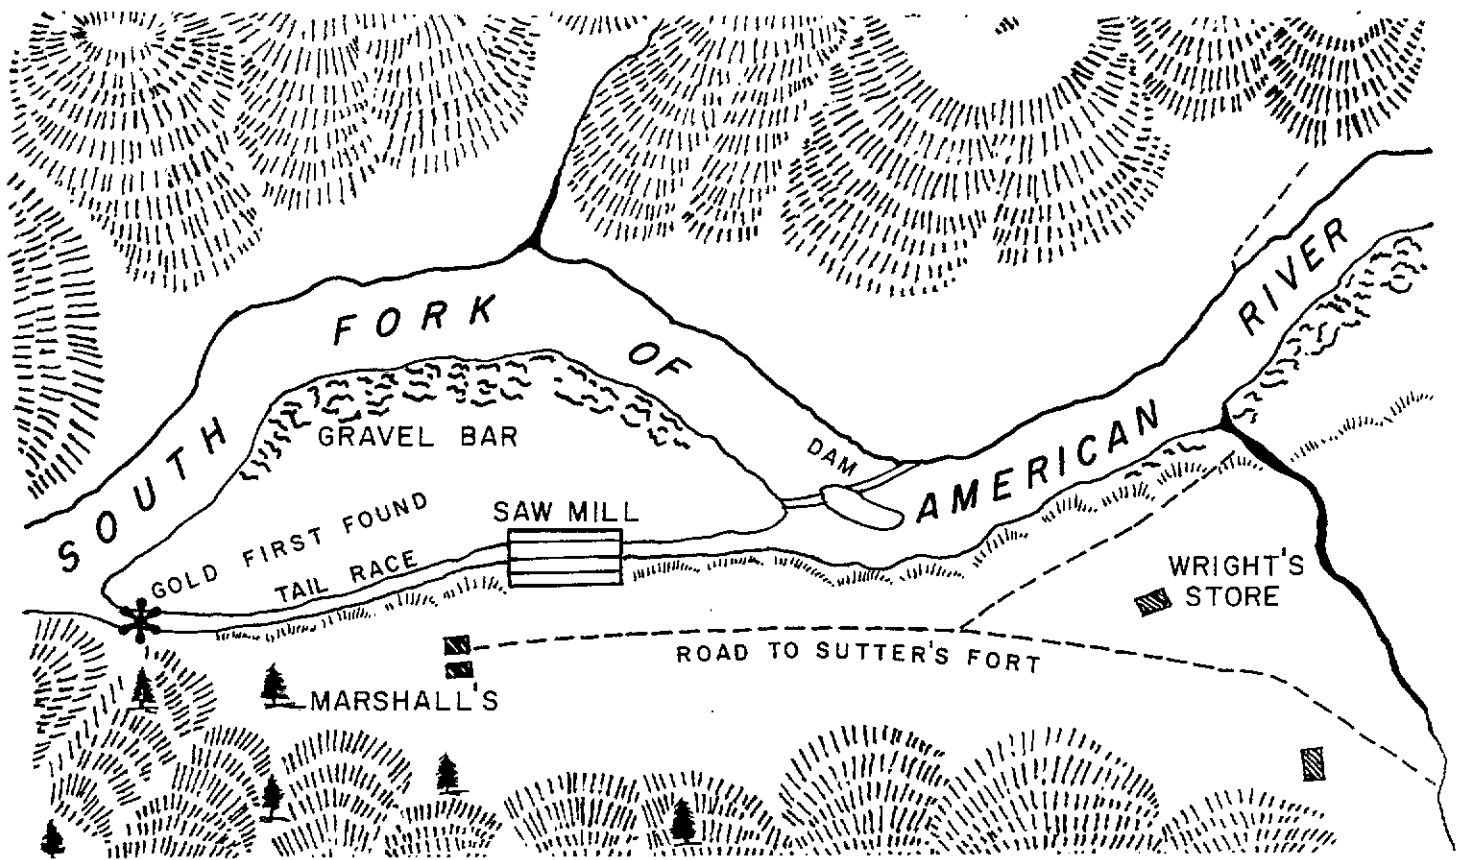 SOUTH FORK OF AMERICAN RIVER
GRAVEL BAR
DAM
GOLD FIRST FOUND
TAIL RACE
SAW MILL
WRIGHT'S
STORE
ROAD TO SUTTER'S FORT
MARSHALL'S